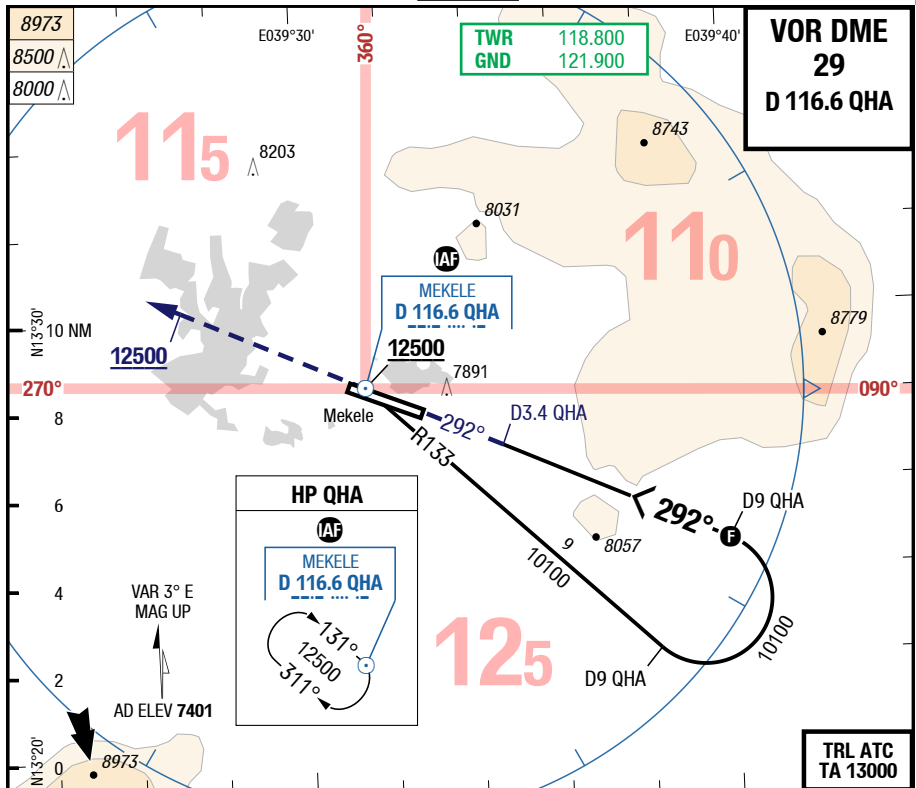 8973
8500
8000
E039°30'
360°
TWR 118.800
GND 121.900
E039°40'
VOR DME
29
D 116.6 QHA
115
8203
8743
8031
110
IAF
MEKELE
D 116.6 QHA
8779
N13°30'
10 NM
12500
12500
7891
270°
090°
Mekele
8
292°
D3.4 QHA
R133
HP QHA
IAF
MEKELE
D 116.6 QHA
131°
12500
311°
6
292°
D9 QHA
F
9
8057
10100
4
VAR 3° E
MAG UP
125
10100
D9 QHA
2
AD ELEV 7401
N13°20'
0
8973
TRL ATC
TA 13000